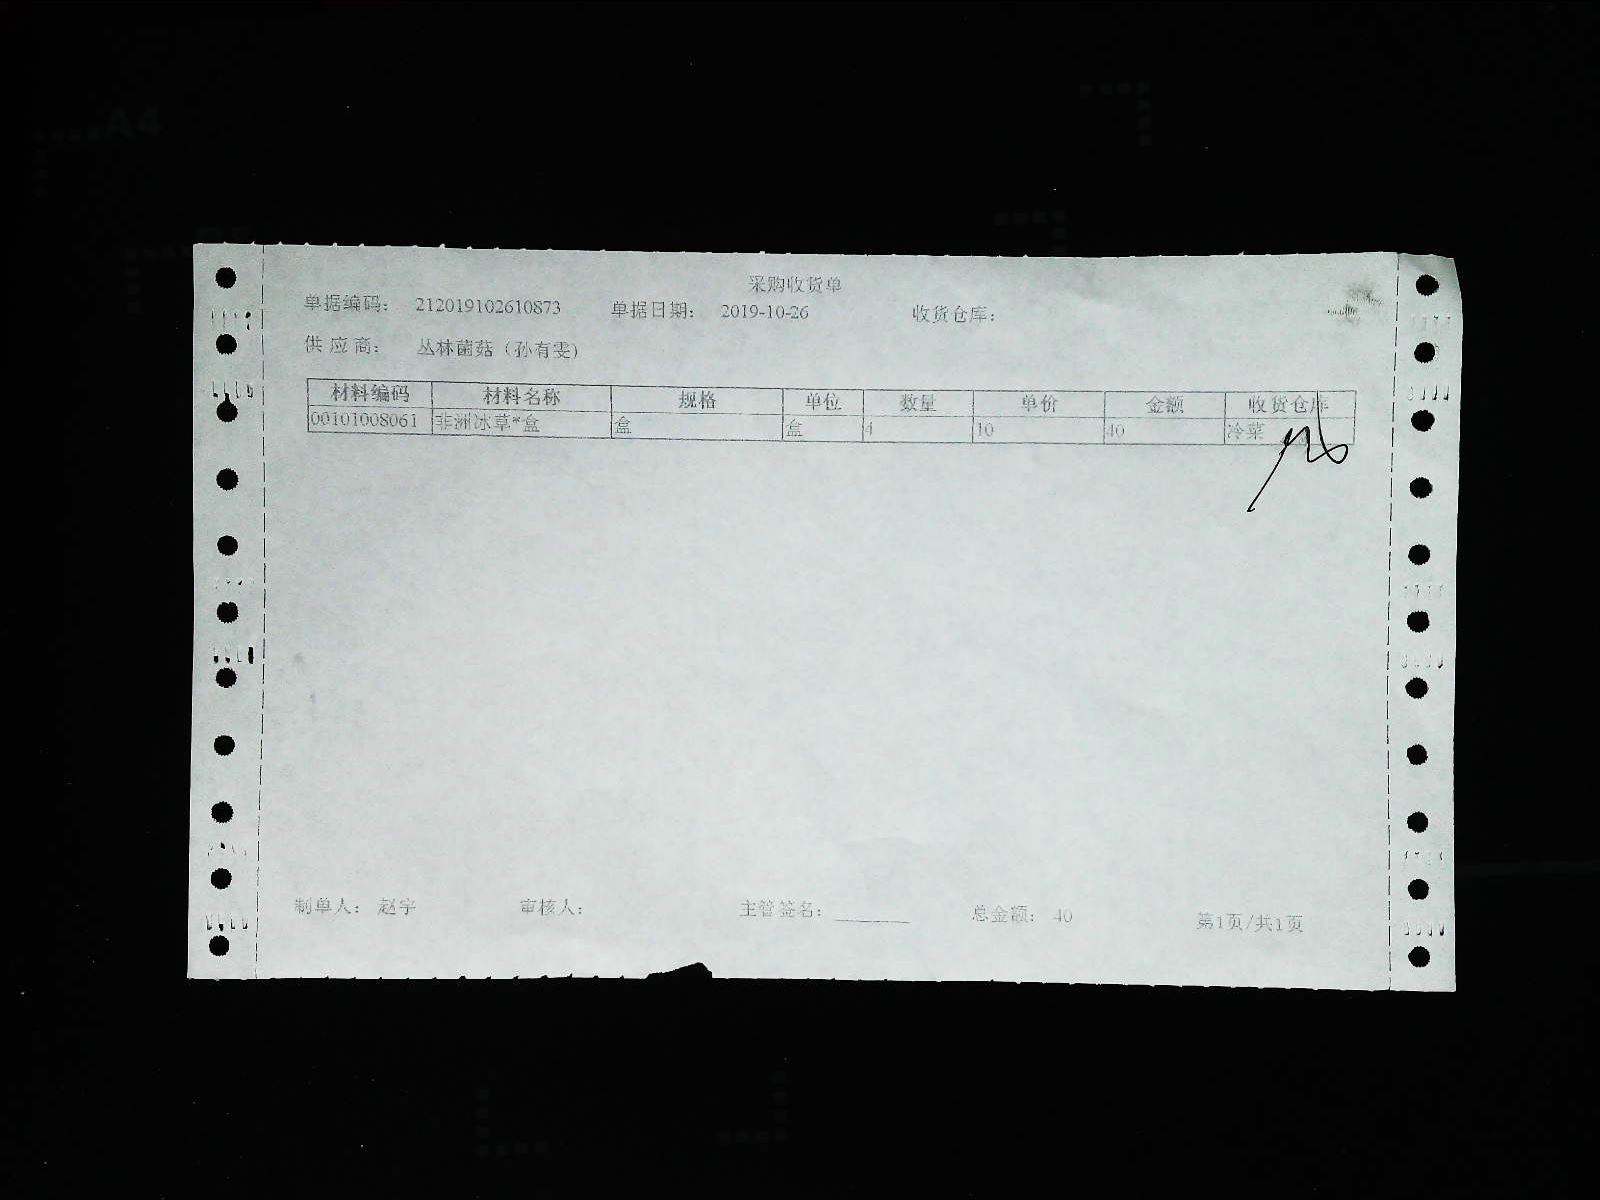 采购收货单
单据编码： 212019102610873 单据日期： 2019-10-26 收货仓库：
供应商： 丛林菌菇（孙有雯）
材料编码 材料名称 规格 单位 数量 单价 金额 收货仓库
00101008061 非洲冰草*盒 盒 盒 4 10 40 冷菜
制单人： 赵宇 审核人： 主管签名：________ 总金额： 40 第1页/共1页